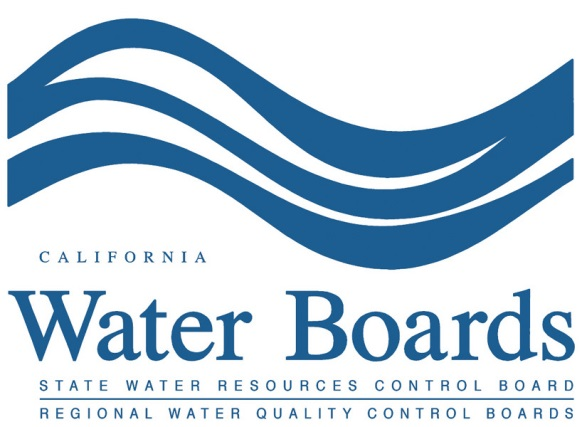 CALIFORNIA
Water Boards
STATE WATER RESOURCES CONTROL BOARD
REGIONAL WATER QUALITY CONTROL BOARDS